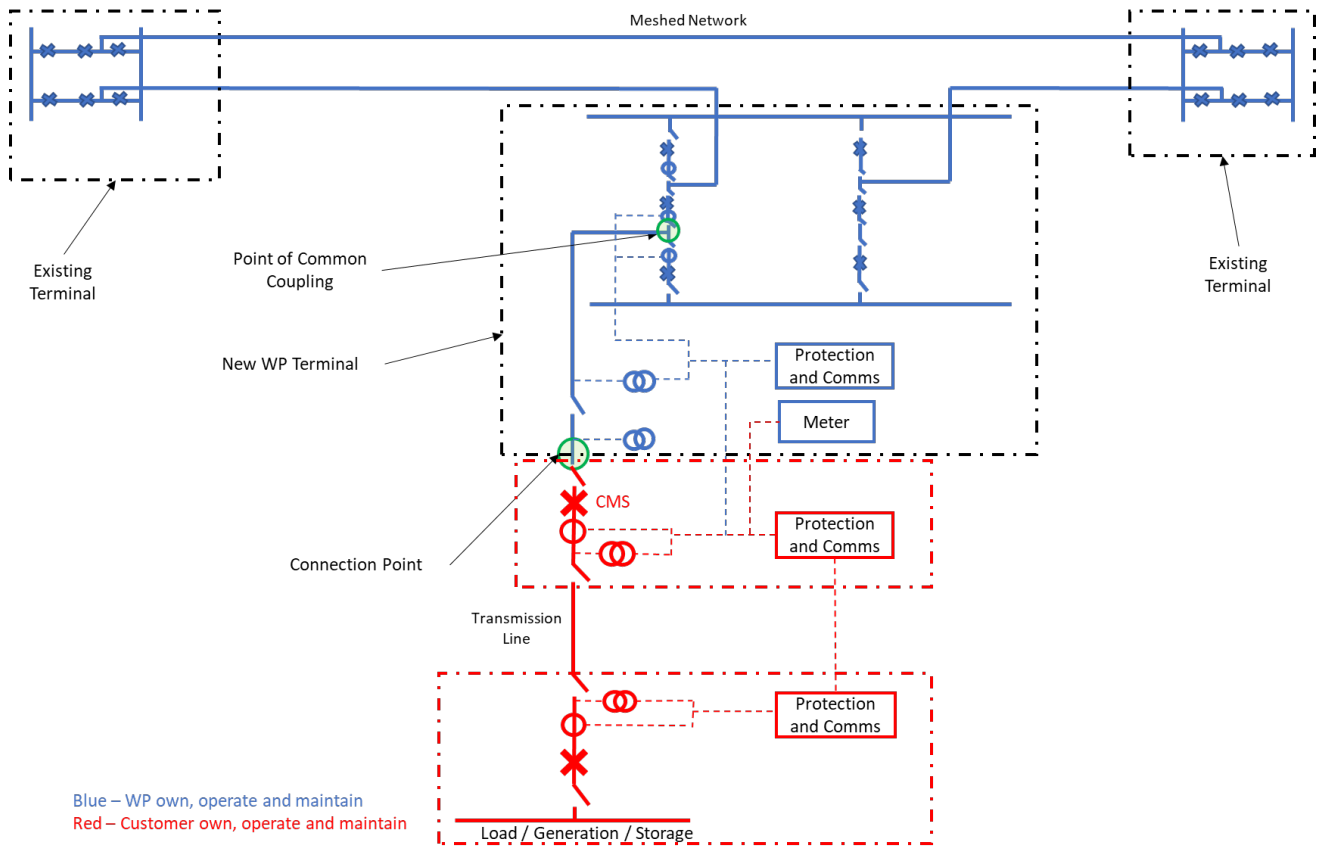 Meshed Network
Existing
Terminal
Point of Common
Coupling
Existing
Terminal
New WP Terminal
Protection
and Comms
Meter
CMS
Protection
and Comms
Connection Point
Transmission
Line
Protection
and Comms
Blue – WP own, operate and maintain
Red – Customer own, operate and maintain
Load / Generation / Storage